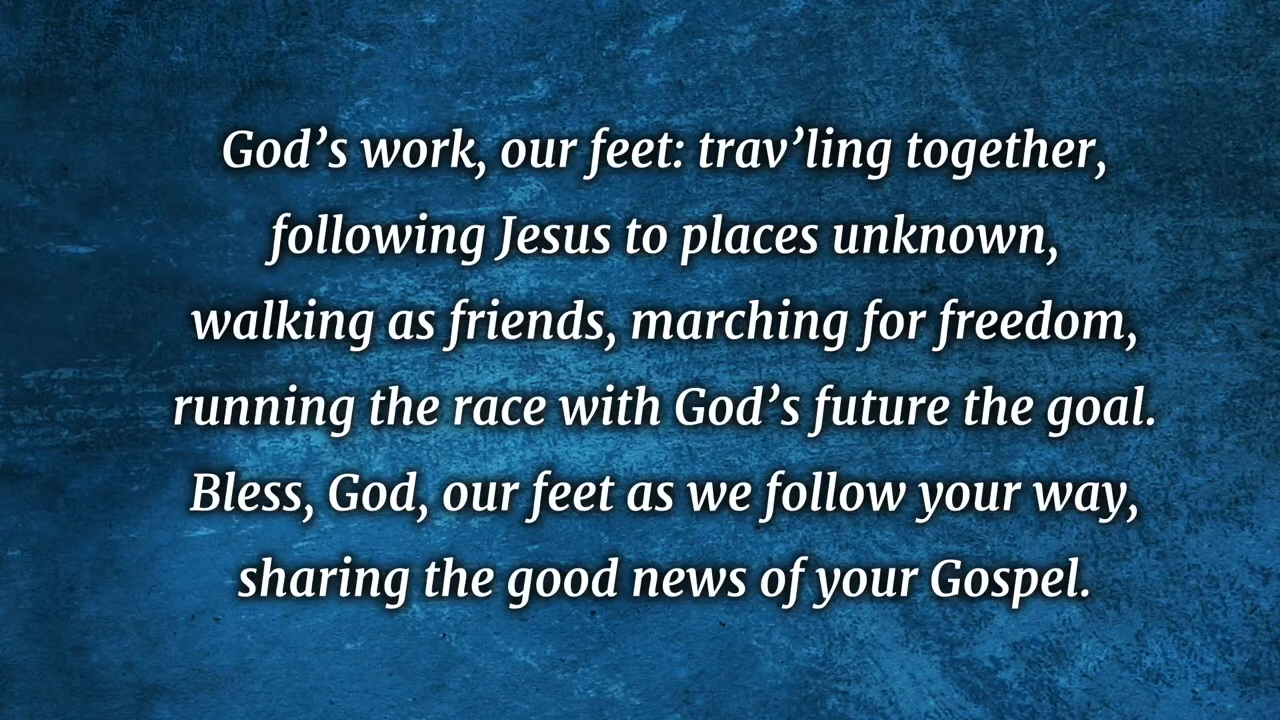 God’s work, our feet: trav’ling together,
following Jesus to places unknown,
walking as friends, marching for freedom,
running the race with God’s future the goal.
Bless, God, our feet as we follow your way,
sharing the good news of your Gospel.